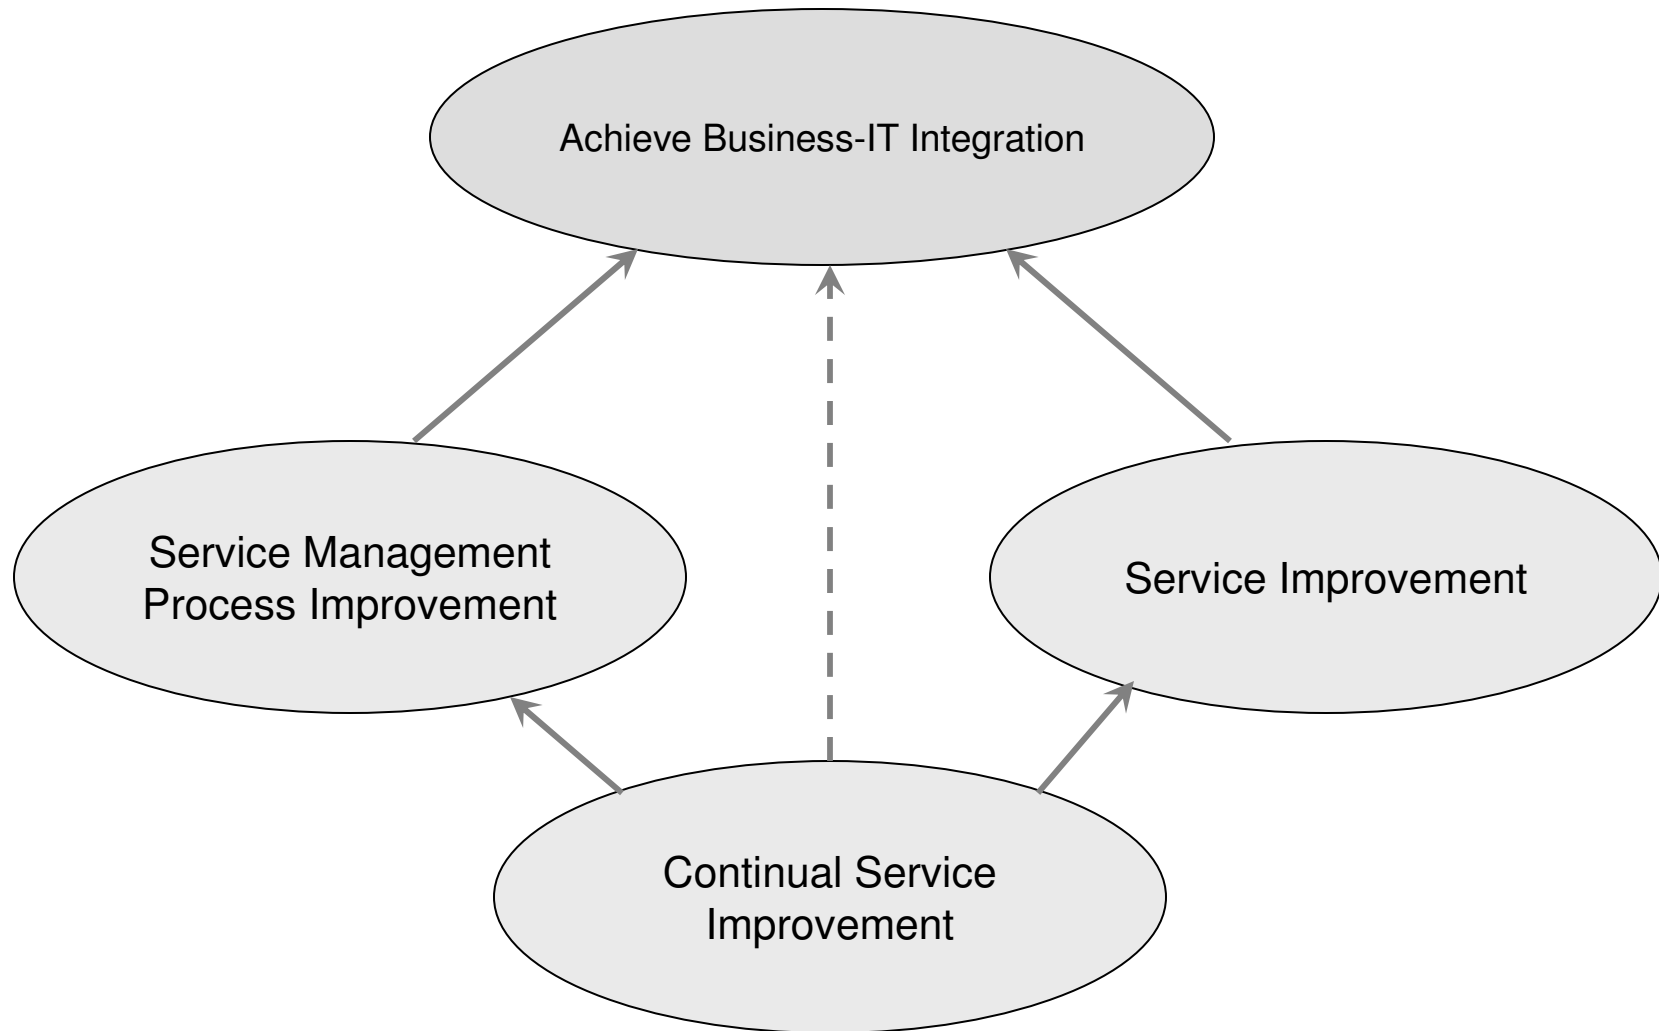 Achieve Business-IT Integration
Service Management
Process Improvement
Service Improvement
Continual Service
Improvement